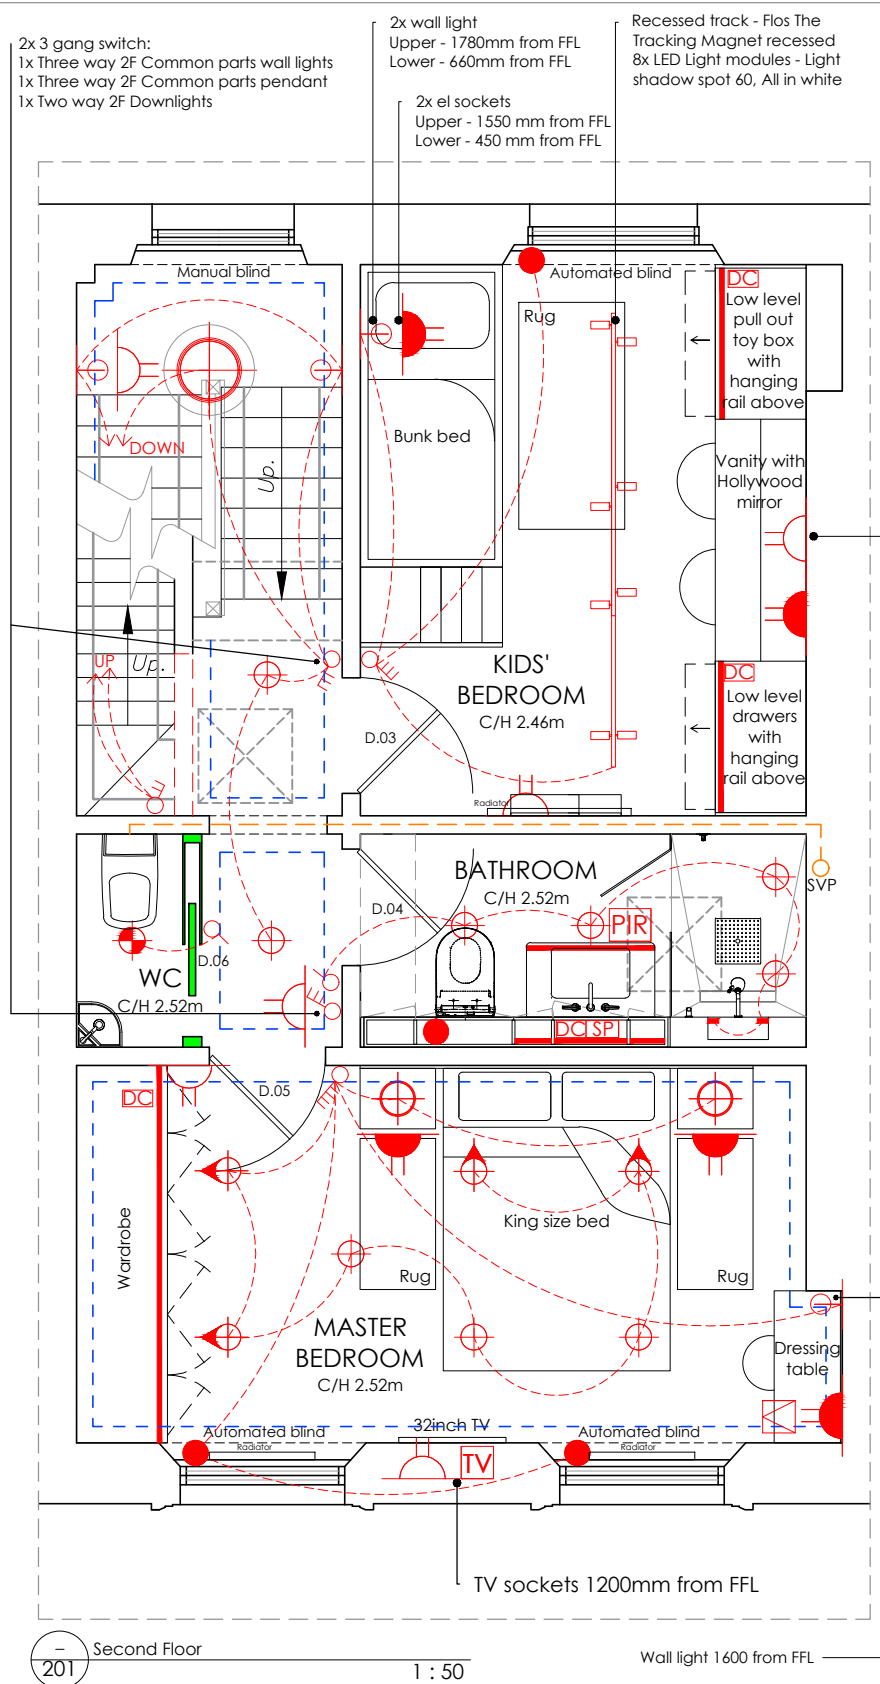 2x 3 gang switch:
1x Three way 2F Common parts wall lights
1x Three way 2F Common parts pendant
1x Two way 2F Downlights
2x wall light
Upper - 1780mm from FFL
Lower - 660mm from FFL
2x el sockets
Upper - 1550 mm from FFL
Lower - 450 mm from FFL
Recessed track - Flos The
Tracking Magnet recessed
8x LED Light modules - Light
shadow spot 60, All in white
Manual blind
Automated blind
DC
Low level
pull out
toy box
with
hanging
rail above
Rug
Bunk bed
DOWN
Up.
Vanity with
Hollywood
mirror
UP
Up.
KIDS'
BEDROOM
C/H 2.46m
D.03
DC
Low level
drawers
with
hanging
rail above
Radiator
BATHROOM
C/H 2.52m
SVP
D.04
PIR
D.06
WC
C/H 2.52m
DC SP
D.05
DC
Wardrobe
King size bed
Rug
Rug
MASTER
BEDROOM
C/H 2.52m
Dressing
table
Automated blind
Radiator
32inch TV
Automated blind
Radiator
TV
TV sockets 1200mm from FFL
–
201
Second Floor
1 : 50
Wall light 1600 from FFL